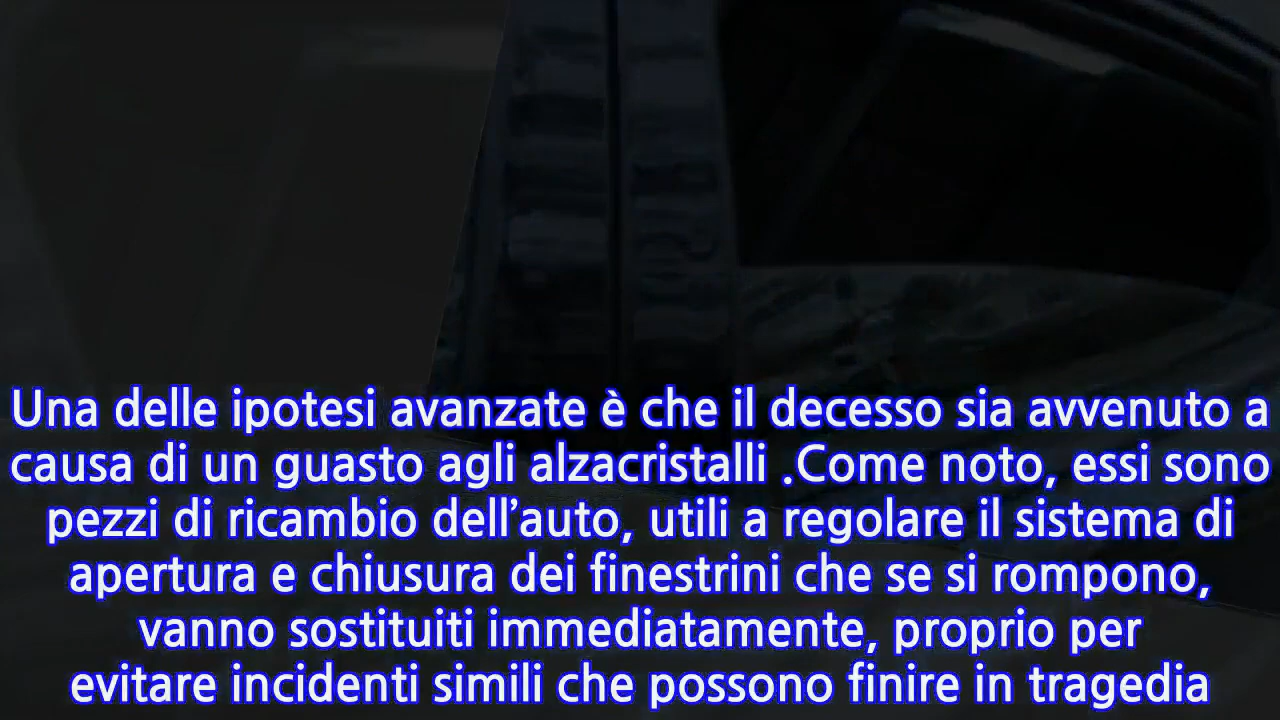 Una delle ipotesi avanzate è che il decesso sia avvenuto a
causa di un guasto agli alzacristalli .Come noto, essi sono
pezzi di ricambio dell’auto, utili a regolare il sistema di
apertura e chiusura dei finestrini che se si rompono,
vanno sostituiti immediatamente, proprio per
evitare incidenti simili che possono finire in tragedia